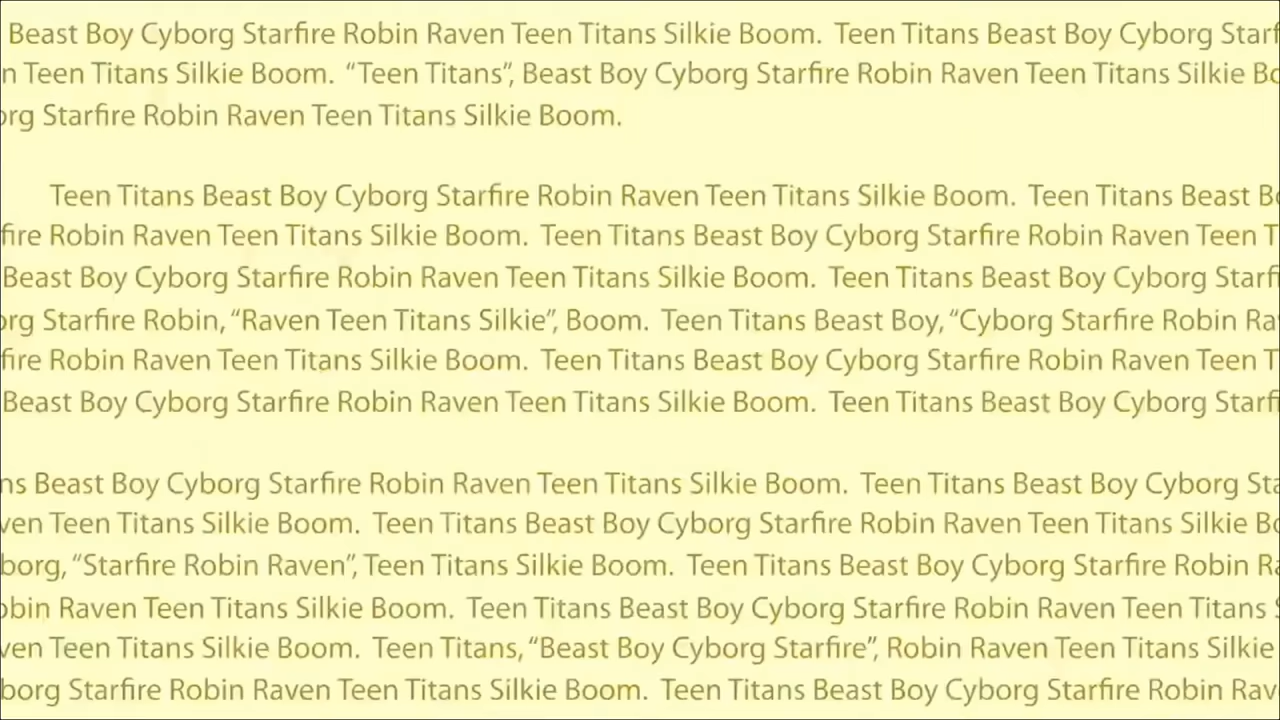 Beast Boy Cyborg Starfire Robin Raven Teen Titans Silkie Boom. Teen Titans Beast Boy Cyborg Starf
n Teen Titans Silkie Boom. “Teen Titans”, Beast Boy Cyborg Starfire Robin Raven Teen Titans Silkie Bo
org Starfire Robin Raven Teen Titans Silkie Boom.
Teen Titans Beast Boy Cyborg Starfire Robin Raven Teen Titans Silkie Boom. Teen Titans Beast Bo
fire Robin Raven Teen Titans Silkie Boom. Teen Titans Beast Boy Cyborg Starfire Robin Raven Teen T
Beast Boy Cyborg Starfire Robin Raven Teen Titans Silkie Boom. Teen Titans Beast Boy Cyborg Starfi
org Starfire Robin, “Raven Teen Titans Silkie”, Boom. Teen Titans Beast Boy, “Cyborg Starfire Robin Ra
fire Robin Raven Teen Titans Silkie Boom. Teen Titans Beast Boy Cyborg Starfire Robin Raven Teen T
Beast Boy Cyborg Starfire Robin Raven Teen Titans Silkie Boom. Teen Titans Beast Boy Cyborg Starfi
ns Beast Boy Cyborg Starfire Robin Raven Teen Titans Silkie Boom. Teen Titans Beast Boy Cyborg Sta
ven Teen Titans Silkie Boom. Teen Titans Beast Boy Cyborg Starfire Robin Raven Teen Titans Silkie Bo
borg, “Starfire Robin Raven”, Teen Titans Silkie Boom. Teen Titans Beast Boy Cyborg Starfire Robin Ra
obin Raven Teen Titans Silkie Boom. Teen Titans Beast Boy Cyborg Starfire Robin Raven Teen Titans S
ven Teen Titans Silkie Boom. Teen Titans, “Beast Boy Cyborg Starfire”, Robin Raven Teen Titans Silkie
borg Starfire Robin Raven Teen Titans Silkie Boom. Teen Titans Beast Boy Cyborg Starfire Robin Rav